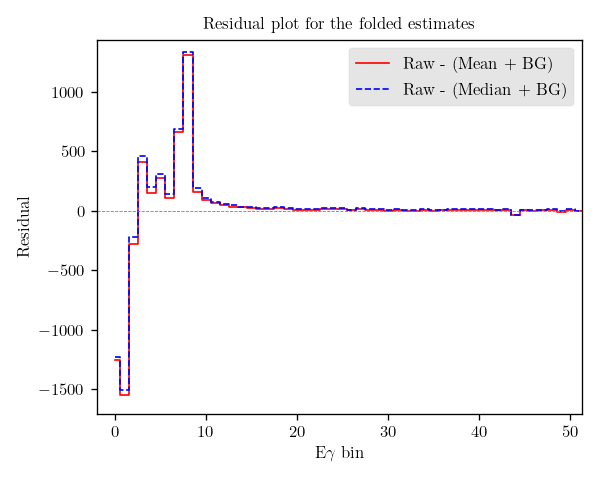 Residual plot for the folded estimates
Raw - (Mean + BG)
Raw - (Median + BG)
Residual
1000
500
0
−500
−1000
−1500
0 10 20 30 40 50
Eγ bin